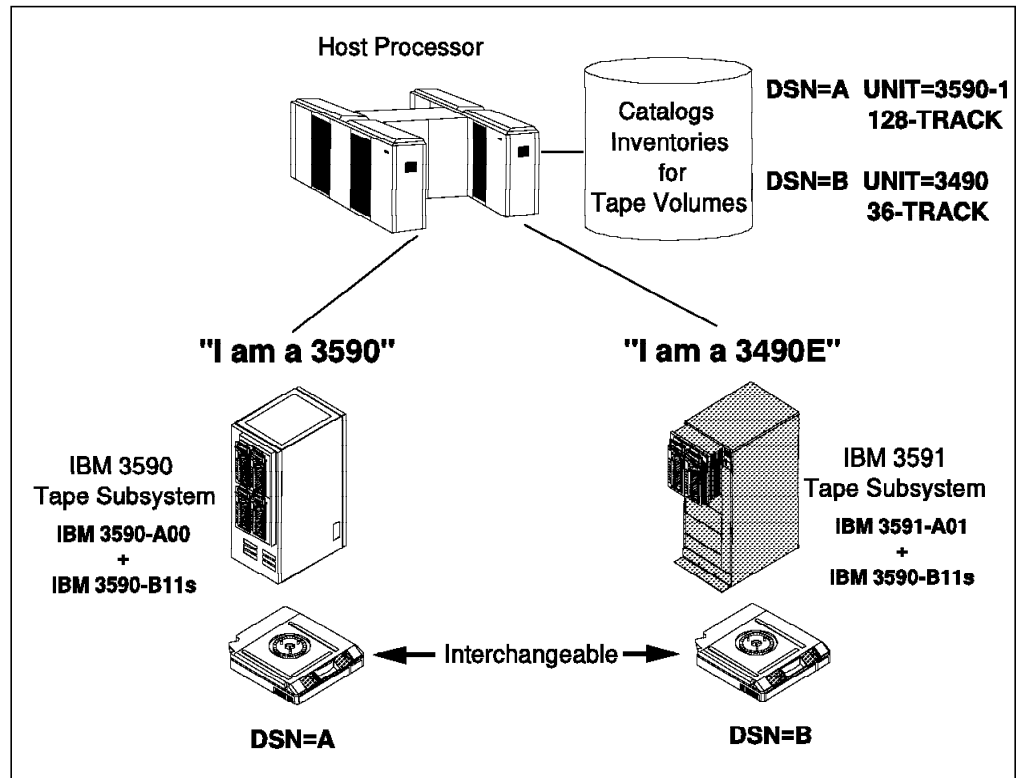 Host Processor
Catalogs
Inventories
for
Tape Volumes
DSN=A UNIT=3590-1
128-TRACK
DSN=B UNIT=3490
36-TRACK
"I am a 3590"
"I am a 3490E"
IBM 3590
Tape Subsystem
IBM 3590-A00
+
IBM 3590-B11s
IBM 3591
Tape Subsystem
IBM 3591-A01
+
IBM 3590-B11s
Interchangeable
DSN=A
DSN=B